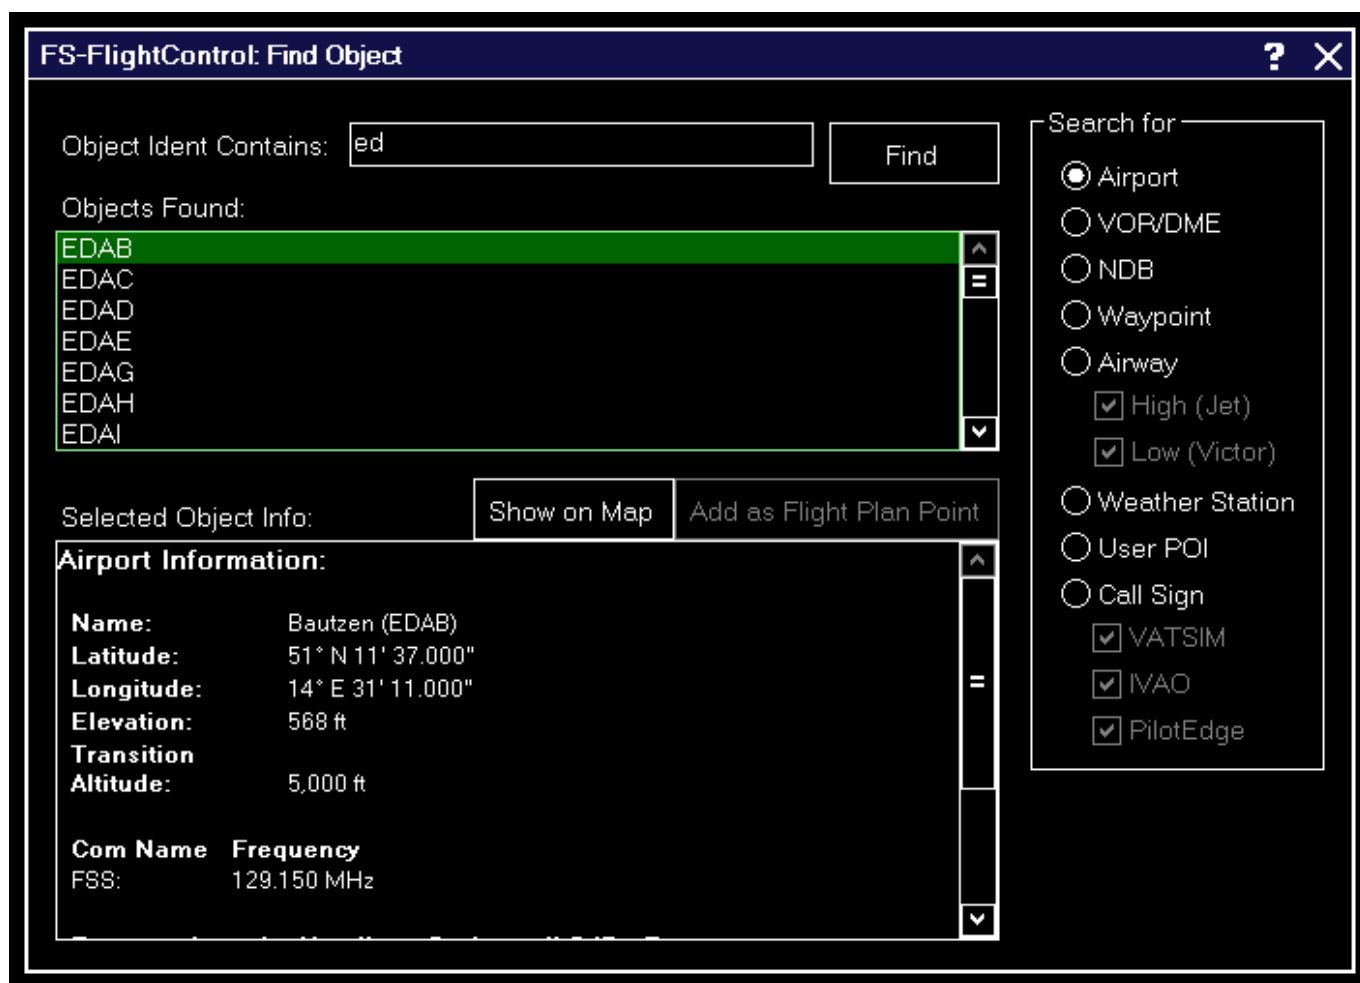 FS-FlightControl: Find Object
Object Ident Contains: ed
Find
Objects Found:
EDAB
EDAC
EDAD
EDAE
EDAG
EDAH
EDAI
Selected Object Info:
Show on Map
Add as Flight Plan Point
Airport Information:
Name: Bautzen (EDAB)
Latitude: 51° N 11' 37.000"
Longitude: 14° E 31' 11.000"
Elevation: 568 ft
Transition
Altitude: 5,000 ft
Com Name Frequency
FSS: 129.150 MHz
Search for
Airport
VOR/DME
NDB
Waypoint
Airway
High (Jet)
Low (Victor)
Weather Station
User POI
Call Sign
VATSIM
IVAO
PilotEdge